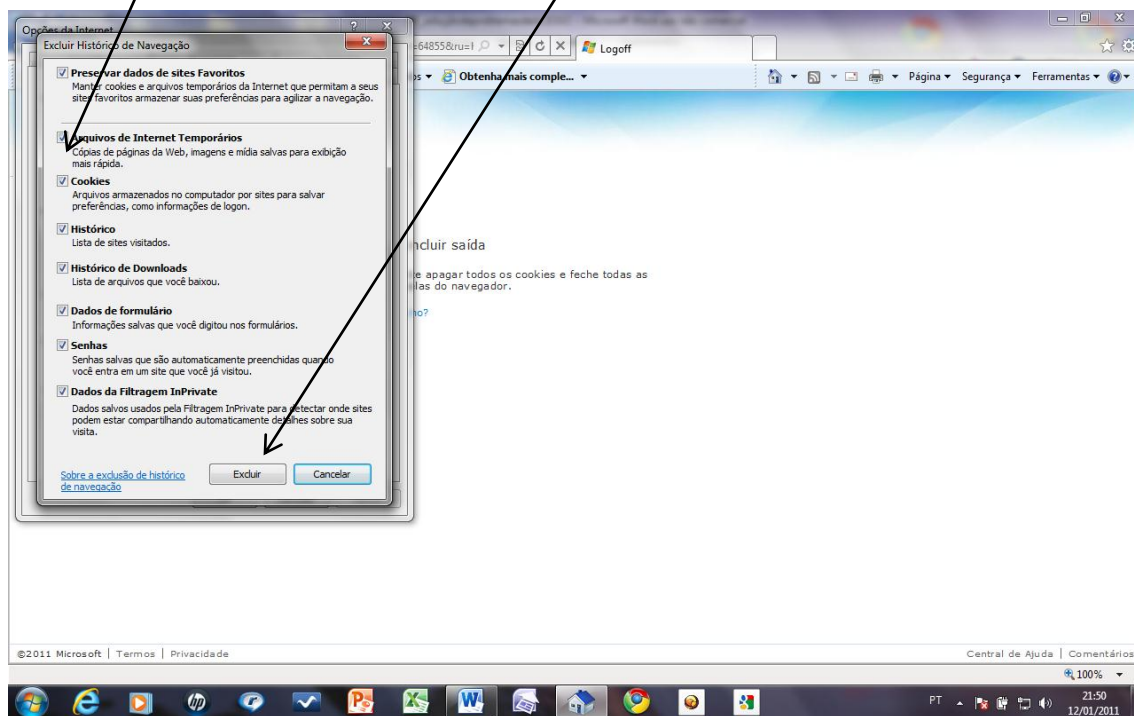 Opções da Internet
Excluir Histórico de Navegação
Preservar dados de sites Favoritos
Manter cookies e arquivos temporários da Internet que permitam a seus
sites favoritos armazenar suas preferências para agilizar a navegação.
Arquivos de Internet Temporários
Cópias de páginas da Web, imagens e mídia salvas para exibição
mais rápida.
Cookies
Arquivos armazenados no computador por sites para salvar
preferências, como informações de logon.
Histórico
Lista de sites visitados.
Histórico de Downloads
Lista de arquivos que você baixou.
Dados de formulário
Informações salvas que você digitou nos formulários.
Senhas
Senhas salvas que são automaticamente preenchidas quando
você entra em um site que você já visitou.
Dados da Filtragem InPrivate
Dados salvos usados pela Filtragem InPrivate para detectar onde sites
podem estar compartilhando automaticamente detalhes sobre sua
visita.
Sobre a exclusão de histórico
de navegação
Excluir
Cancelar
=64855&ru=
Logoff
Obtenha mais comple...
Página
Segurança
Ferramentas
ncluir saída
e apagar todos os cookies e feche todas as
las do navegador.
no?
©2011 Microsoft | Termos | Privacidade
Central de Ajuda | Comentários
100%
PT
21:50
12/01/2011